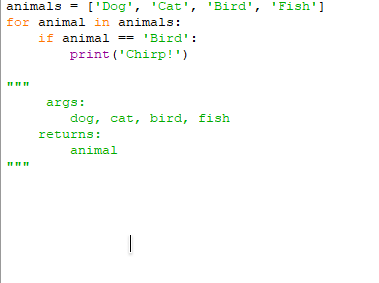 animals = ['Dog', 'Cat', 'Bird', 'Fish']
for animal in animals:
    if animal == 'Bird':
        print('Chirp!')

"""
     args:
        dog, cat, bird, fish
    returns:
        animal
"""